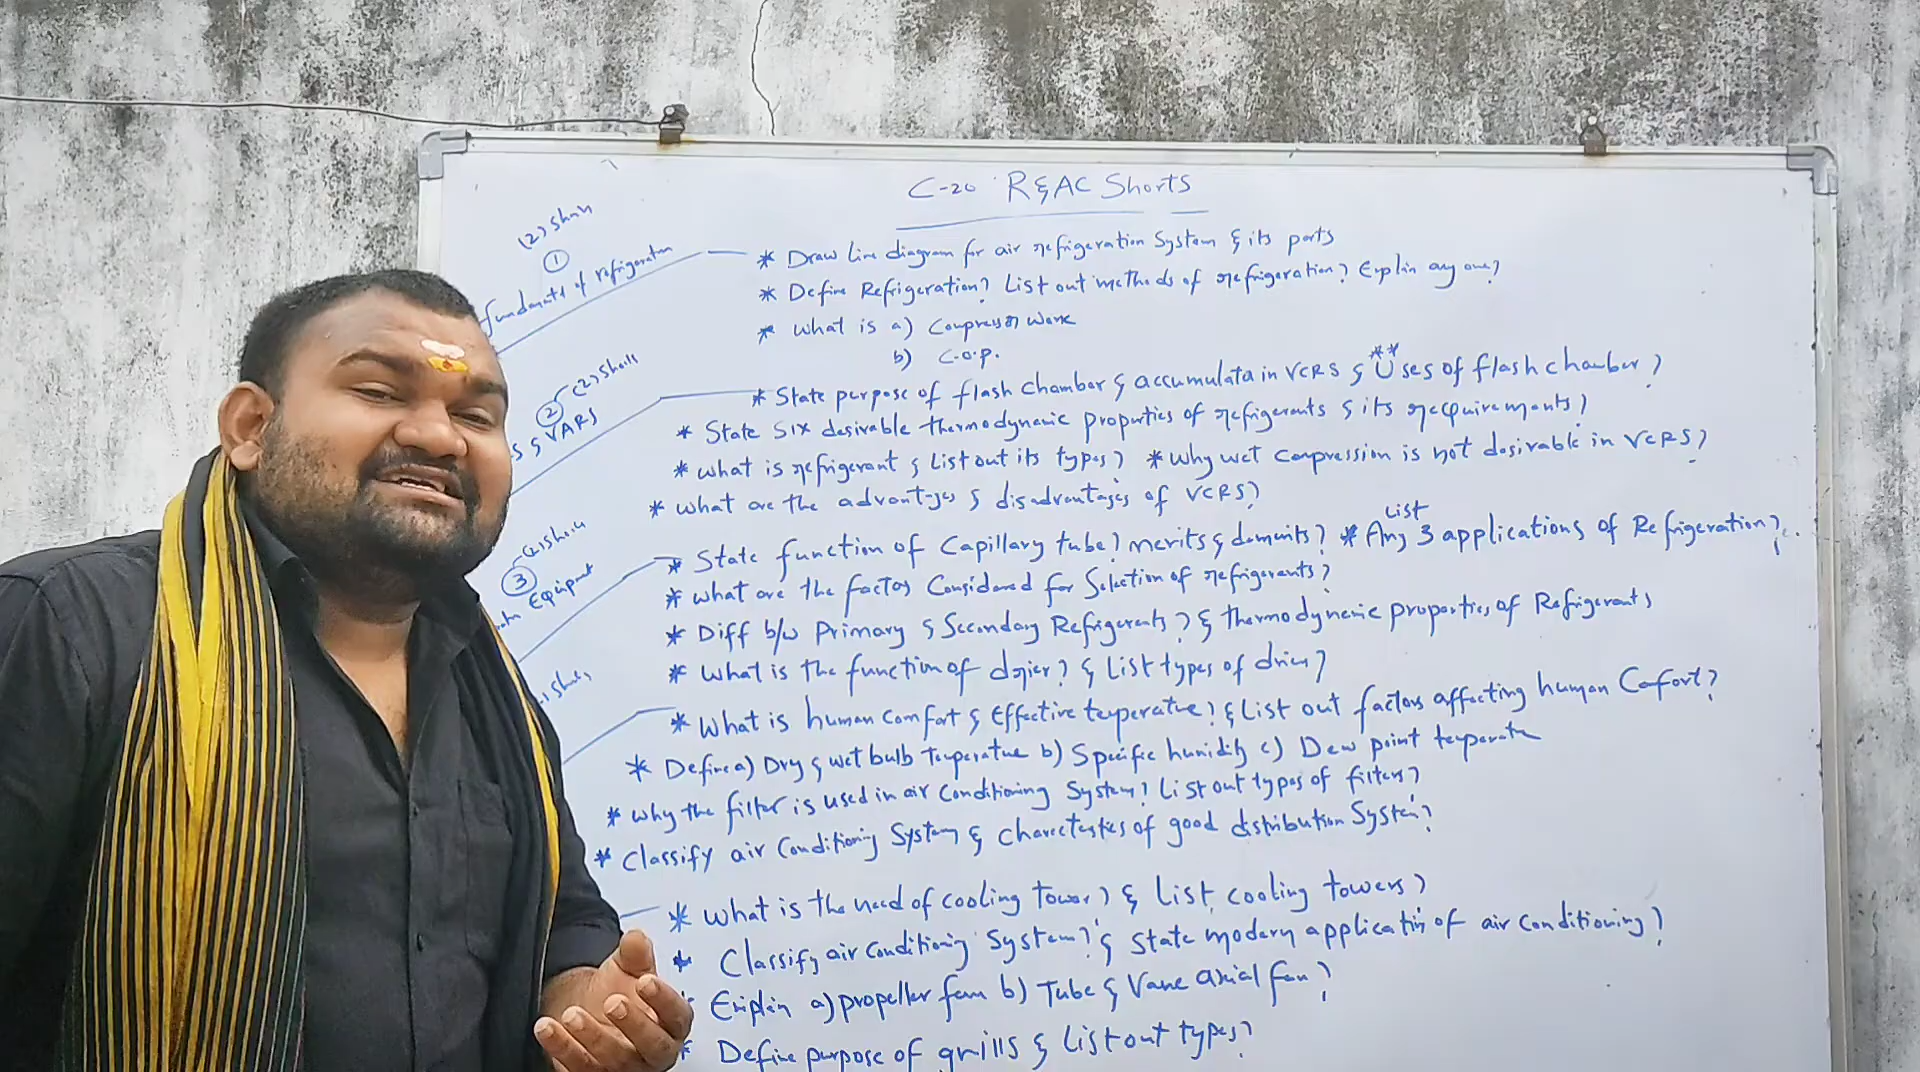 C-20 R&AC Shorts
(2) Shorts
①
fundamentals of refrigeration
* Draw line diagram for air refrigeration System & its parts
* Define Refrigeration? List out methods of refrigeration? Explin any one?
* What is a) Compressor Work
b) C.O.P.
② (2) Shorts
S & VARS
* State purpose of flash chamber & accumulata in VCRS & ** Uses of flash chamber?
* State six desirable thermodynamic properties of refrigerants & its requirements?
* What is refrigerant & List out its types? * Why wet compression is not desirable in VCRS?
* What are the advantages & disadvantages of VCRS?
③ (2) Shorts
Equipment
* State function of Capillary tube? merits & demerits? * List Any 3 applications of Refrigeration?
* What are the factors Considered for Selection of refrigerants?
* Diff b/w Primary & Secondary Refrigerants? & thermodynamic properties of Refrigerants
* What is the function of drier? & List types of driers?
Shorts
* What is human comfort & Effective temperature? & List out factors affecting human Comfort?
* Define a) Dry & wet bulb Temperature b) Specific humidity c) Dew point temperature
* Why the filter is used in air Conditioning System? List out types of filters?
* Classify air Conditioning System & charectesties of good distribution System?
* What is the need of cooling tower? & List cooling towers?
* Classify air Conditioning System? & State modern application of air conditioning?
* Explin a) propeller fan b) Tube & Vane axial fan?
* Define purpose of grills & List out types?